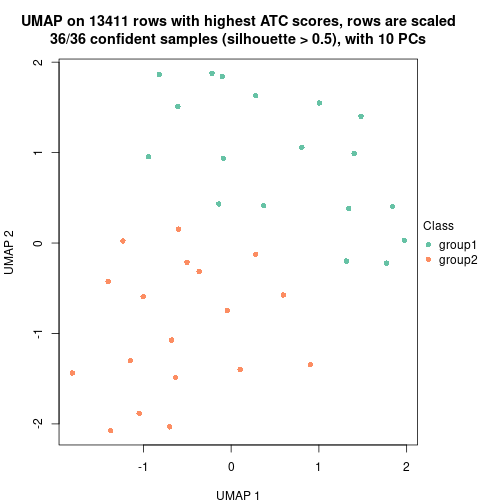 UMAP on 13411 rows with highest ATC scores, rows are scaled
36/36 confident samples (silhouette > 0.5), with 10 PCs
2
1
0
-1
-2
UMAP 2
-1
0
1
2
UMAP 1
Class
group1
group2